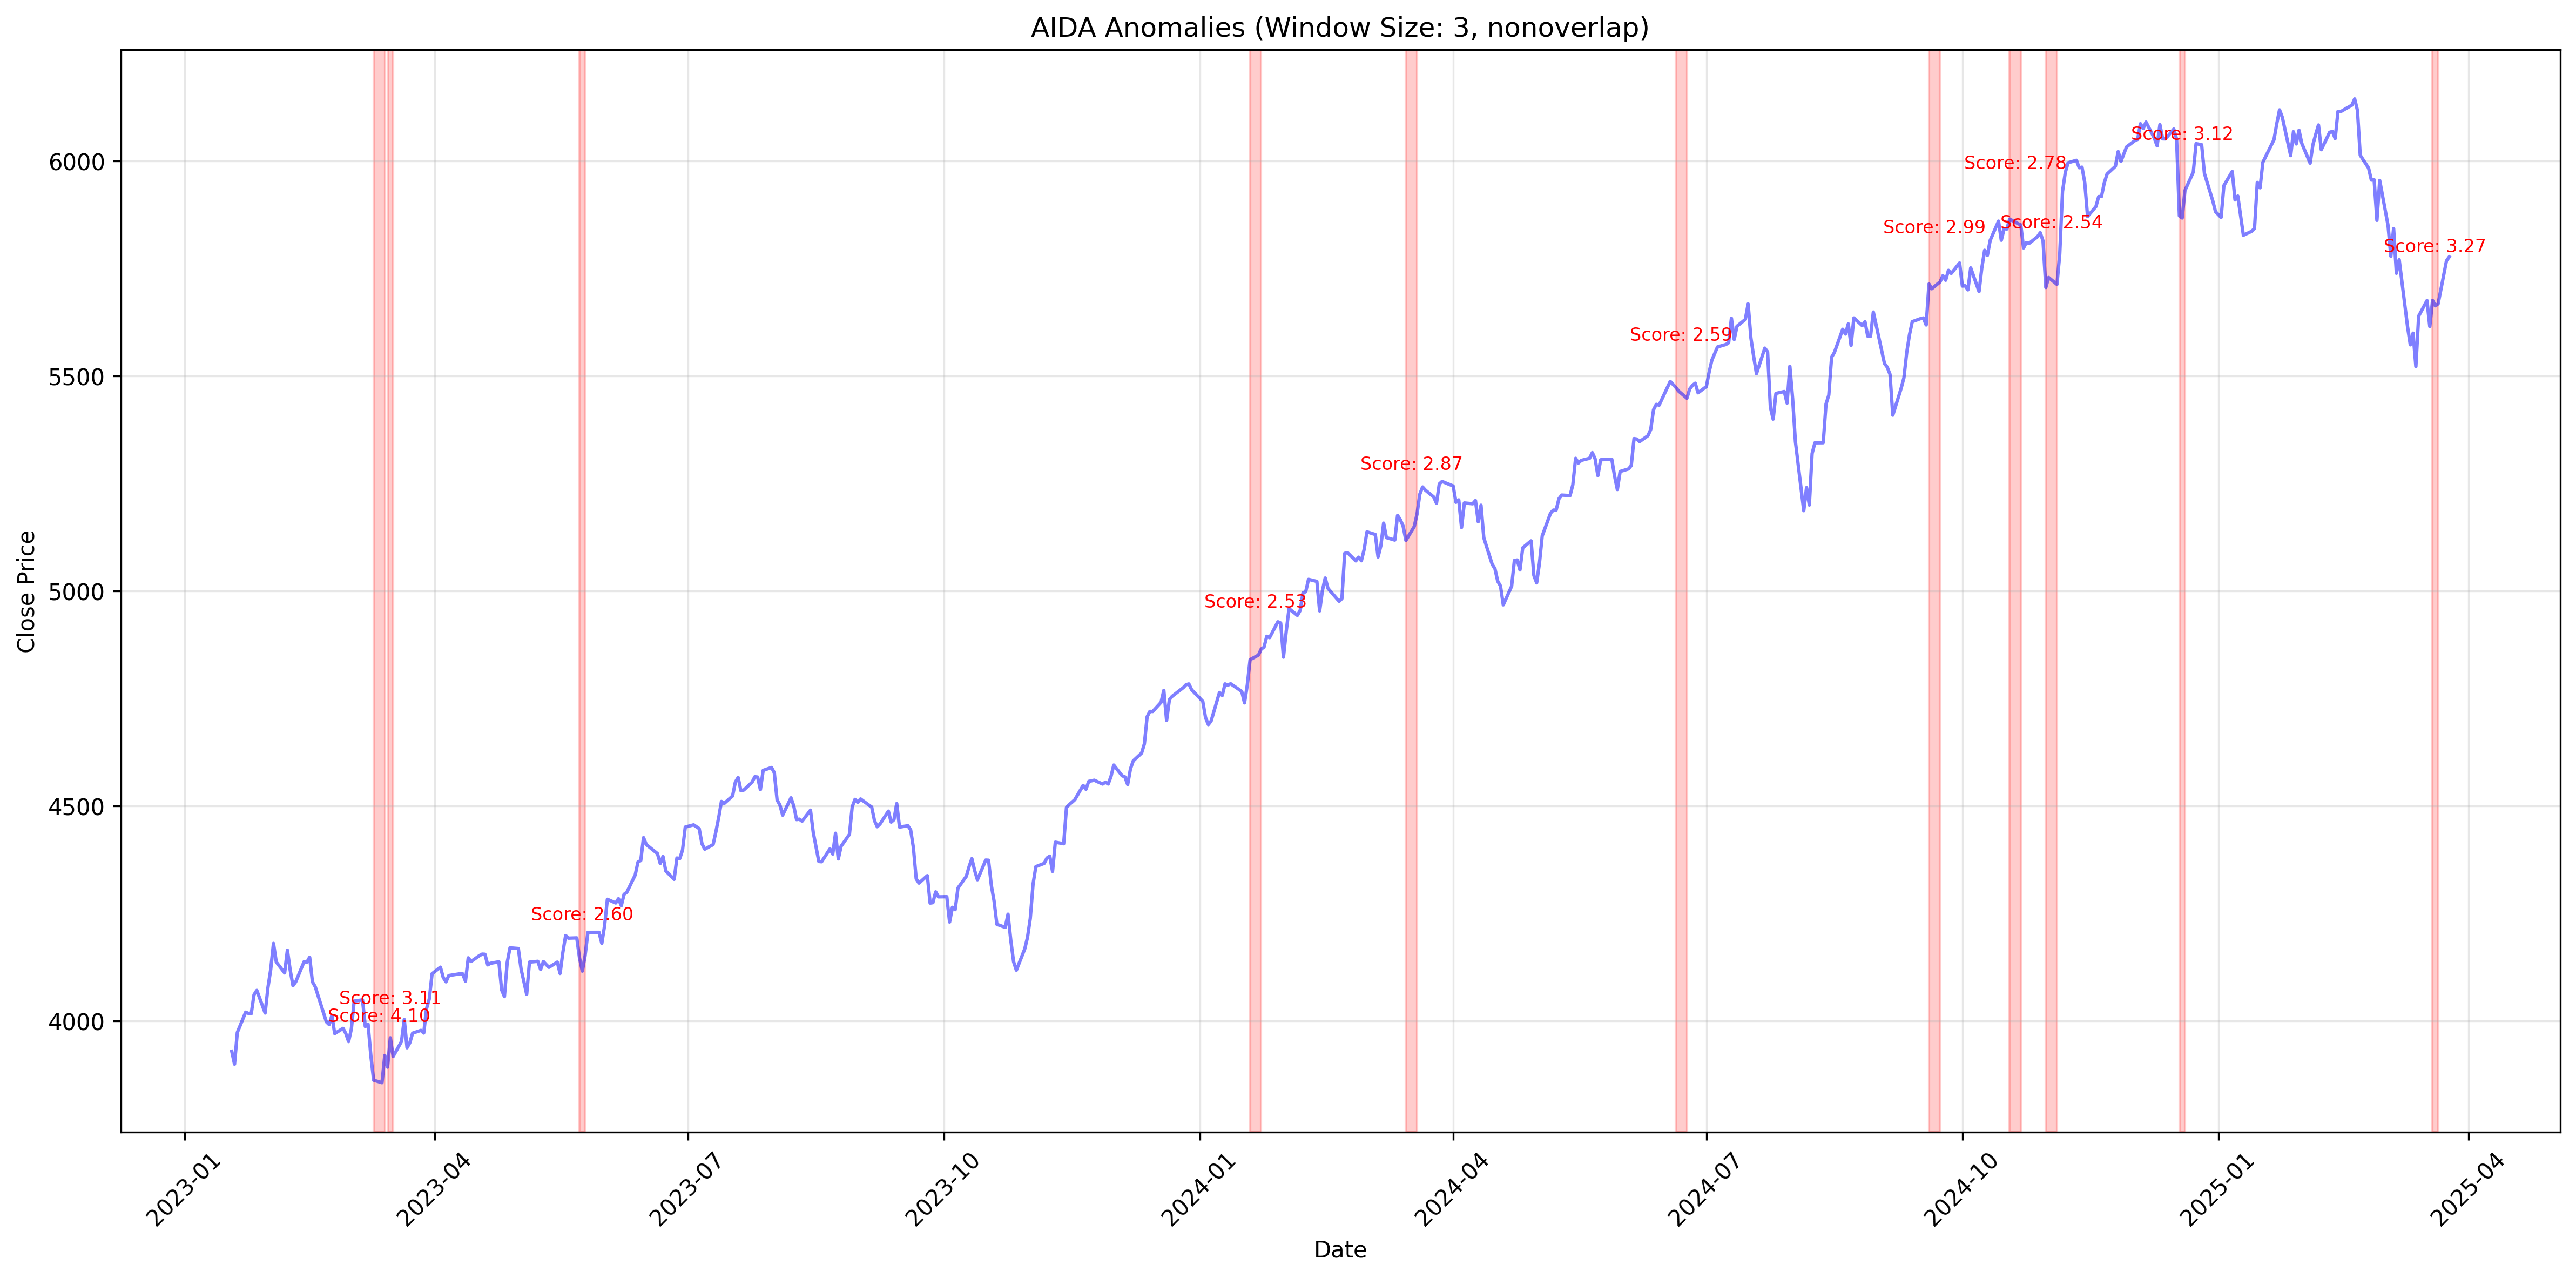 AIDA Anomalies (Window Size: 3, nonoverlap)
Close Price
6000
5500
5000
4500
4000
Score: 3.11
Score: 4.10
Score: 2.60
Score: 2.53
Score: 2.87
Score: 2.59
Score: 2.99
Score: 2.78
Score: 2.54
Score: 3.12
Score: 3.27
2023-01
2023-04
2023-07
2023-10
2024-01
2024-04
2024-07
2024-10
2025-01
2025-04
Date